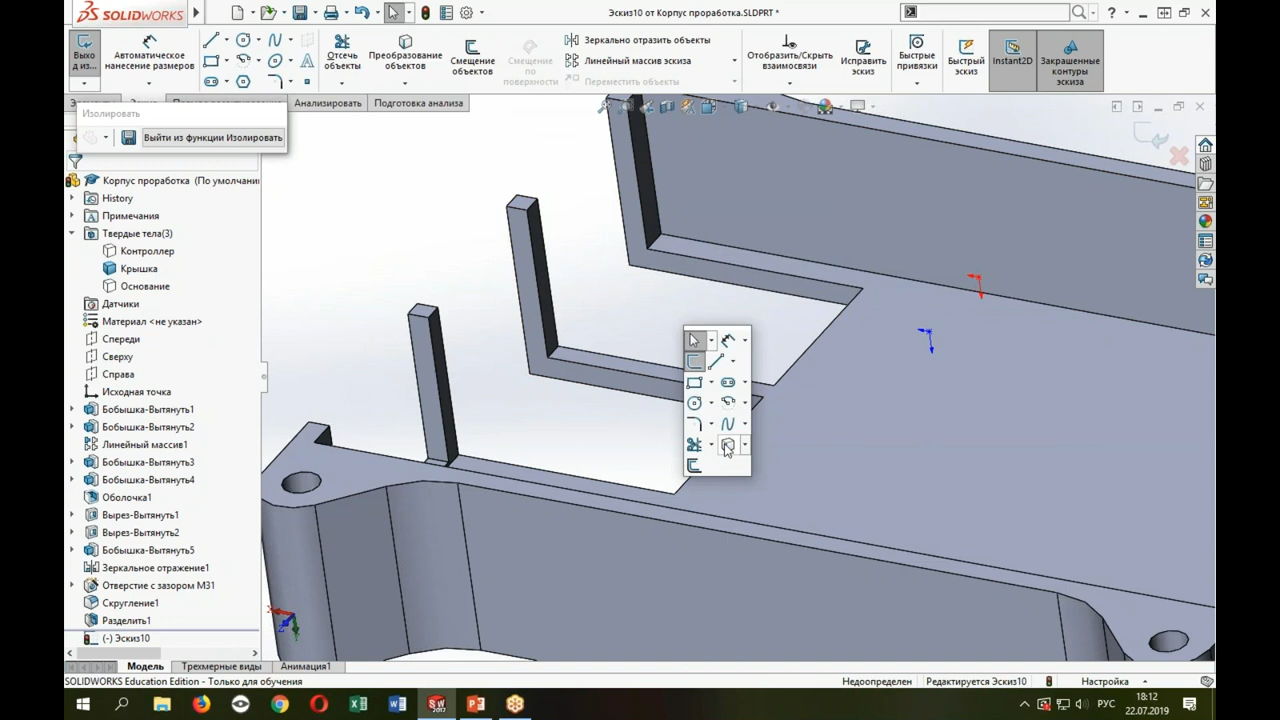 SOLIDWORKS
Эскиз10 от Корпус проработка.SLDPRT *
Выхо
д из...
Автоматическое
нанесение размеров
Отсечь
объекты
Преобразование
объектов
Смещение
объектов
Смещение
по
поверхности
Зеркально отразить объекты
Линейный массив эскиза
Переместить объекты
Отобразить/Скрыть
взаимосвязи
Исправить
эскиз
Быстрые
привязки
Быстрый
эскиз
Instant2D
Закрашенные
контуры
эскиза
Анализировать
Подготовка анализа
Изолировать
Выйти из функции Изолировать
Корпус проработка (По умолчани
History
Примечания
Твердые тела(3)
Контроллер
Крышка
Основание
Датчики
Материал <не указан>
Спереди
Сверху
Справа
Исходная точка
Бобышка-Вытянуть1
Бобышка-Вытянуть2
Линейный массив1
Бобышка-Вытянуть3
Бобышка-Вытянуть4
Оболочка1
Вырез-Вытянуть1
Вырез-Вытянуть2
Бобышка-Вытянуть5
Зеркальное отражение1
Отверстие с зазором M31
Скругление1
Разделить1
(-) Эскиз10
Модель
Трехмерные виды
Анимация1
SOLIDWORKS Education Edition - Только для обучения
Недоопределен
Редактируется Эскиз10
Настройка
РУС
18:12
22.07.2019